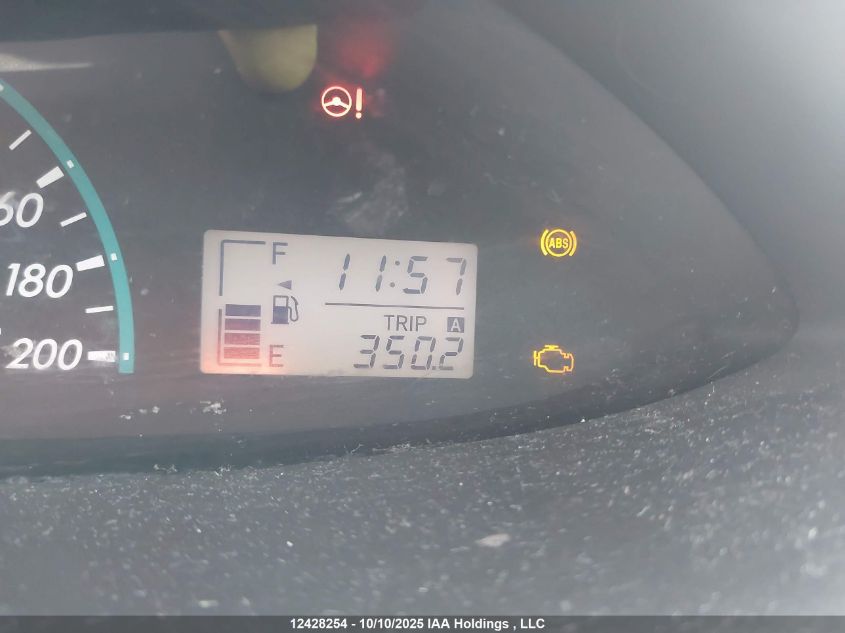 60
180
200
F
11:57
TRIP A
E
350.2
!
ABS
12428254 - 10/10/2025 IAA Holdings , LLC